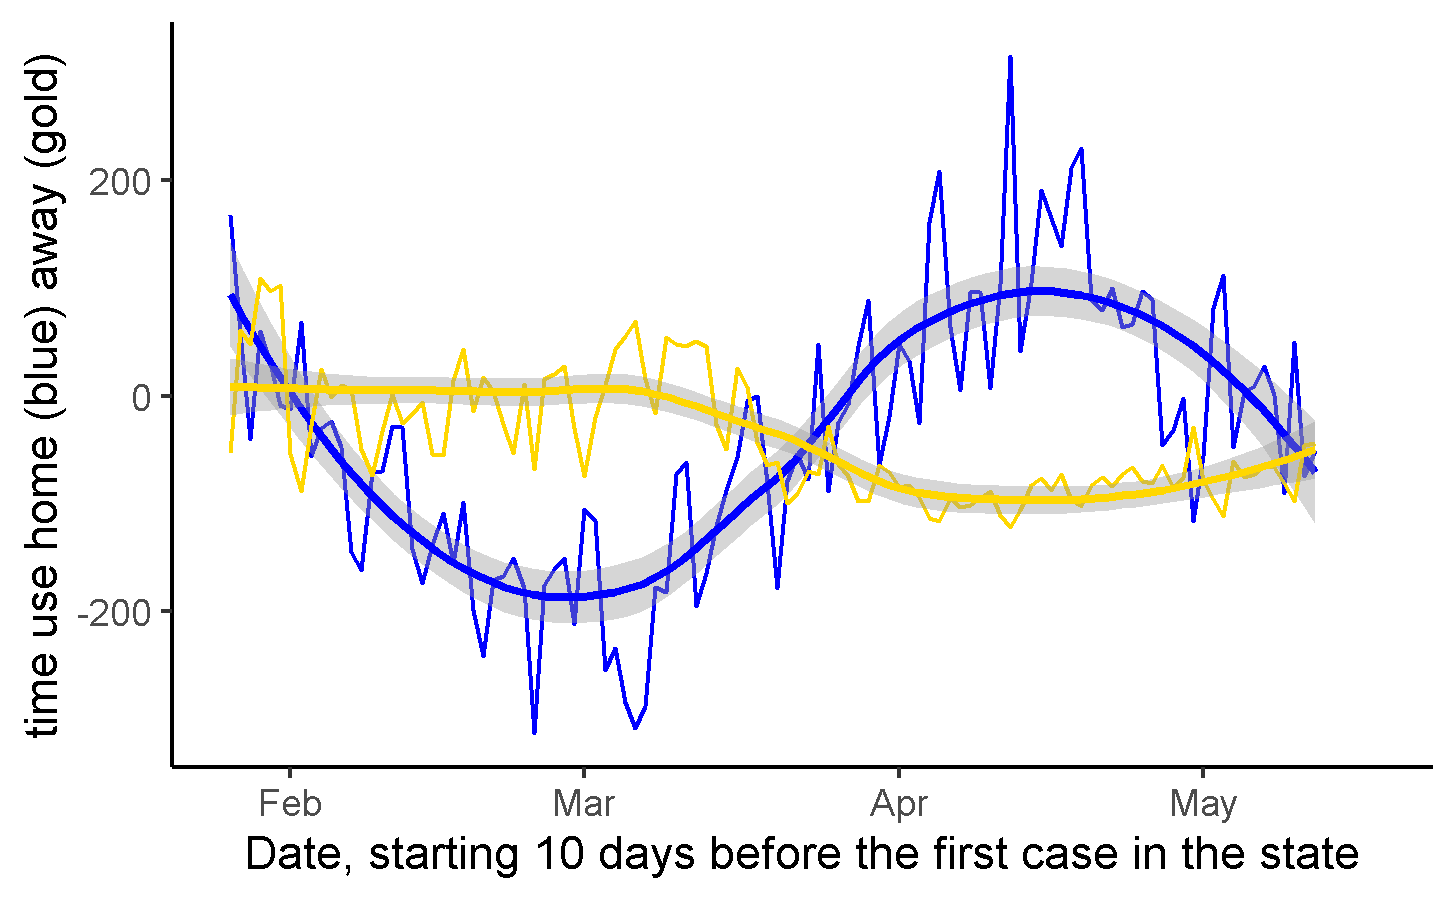 time use home (blue) away (gold)
200
0
-200
Feb Mar Apr May
Date, starting 10 days before the first case in the state